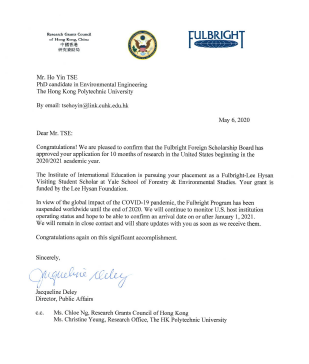 Research Grants Council
of Hong Kong, China
中國香港
研究資助局
FULBRIGHT
Mr. Ho Yin TSE
PhD candidate in Environmental Engineering
The Hong Kong Polytechnic University
By email: tsehoyin@link.cuhk.edu.hk
May 6, 2020
Dear Mr. TSE:
Congratulations! We are pleased to confirm that the Fulbright Foreign Scholarship Board has
approved your application for 10 months of research in the United States beginning in the
2020/2021 academic year.
The Institute of International Education is pursuing your placement as a Fulbright-Lee Hysan
Visiting Student Scholar at Yale School of Forestry & Environmental Studies. Your grant is
funded by the Lee Hysan Foundation.
In view of the global impact of the COVID-19 pandemic, the Fulbright Program has been
suspended worldwide until the end of 2020. We will continue to monitor U.S. host institution
operating status and hope to be able to confirm an arrival date on or after January 1, 2021.
We will remain in close contact and will share updates with you as soon as we receive them.
Congratulations again on this significant accomplishment.
Sincerely,
Jacqueline Deley
Jacqueline Deley
Director, Public Affairs
c.c. Ms. Chloe Ng, Research Grants Council of Hong Kong
Ms. Christine Yeung, Research Office, The HK Polytechnic University